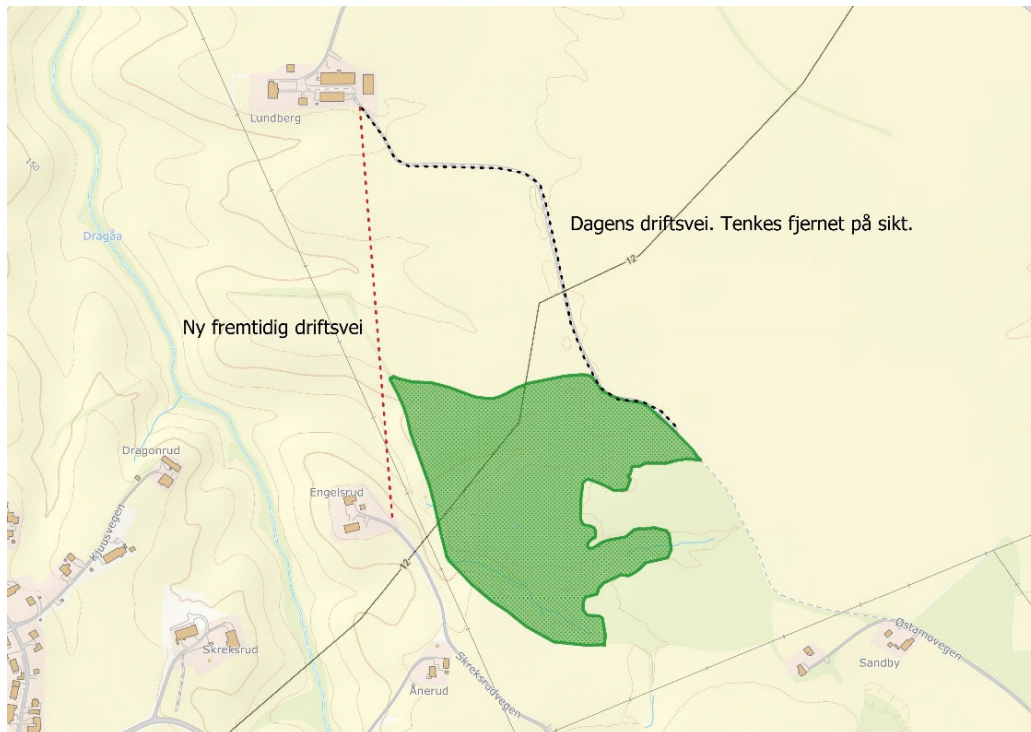 Lundberg
150
Dragåa
Dagens driftsvei. Tenkes fjernet på sikt.
12
Ny fremtidig driftsvei
Dragonrud
Engelsrud
Kjuusvegen
12
Skreksrud
Ånerud
Skreksrudvegen
Østamovegen
Sandby